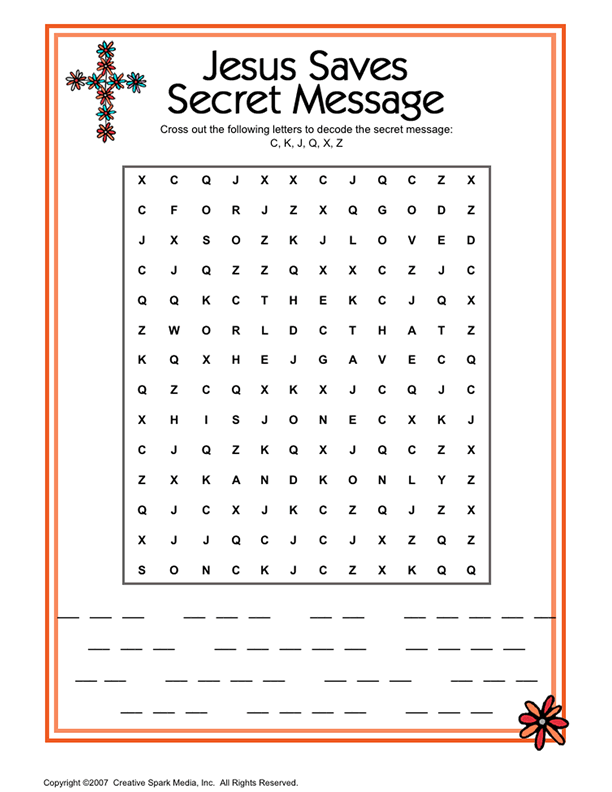 Jesus Saves
Secret Message
Cross out the following letters to decode the secret message:
C, K, J, Q, X, Z
X C Q J X X C J Q C Z X
C F O R J Z X Q G O D Z
J X S O Z K J L O V E D
C J Q Z Z Q X X C Z J C
Q Q K C T H E K C J Q X
Z W O R L D C T H A T Z
K Q X H E J G A V E C Q
Q Z C Q X K X J C Q J C
X H I S J O N E C X K J
C J Q Z K Q X J Q C Z X
Z X K A N D K O N L Y Z
Q J C X J K C Z Q J Z X
X J J Q C J C J X Z Q Z
S O N C K J C Z X K Q Q
Copyright ©2007 Creative Spark Media, Inc. All Rights Reserved.